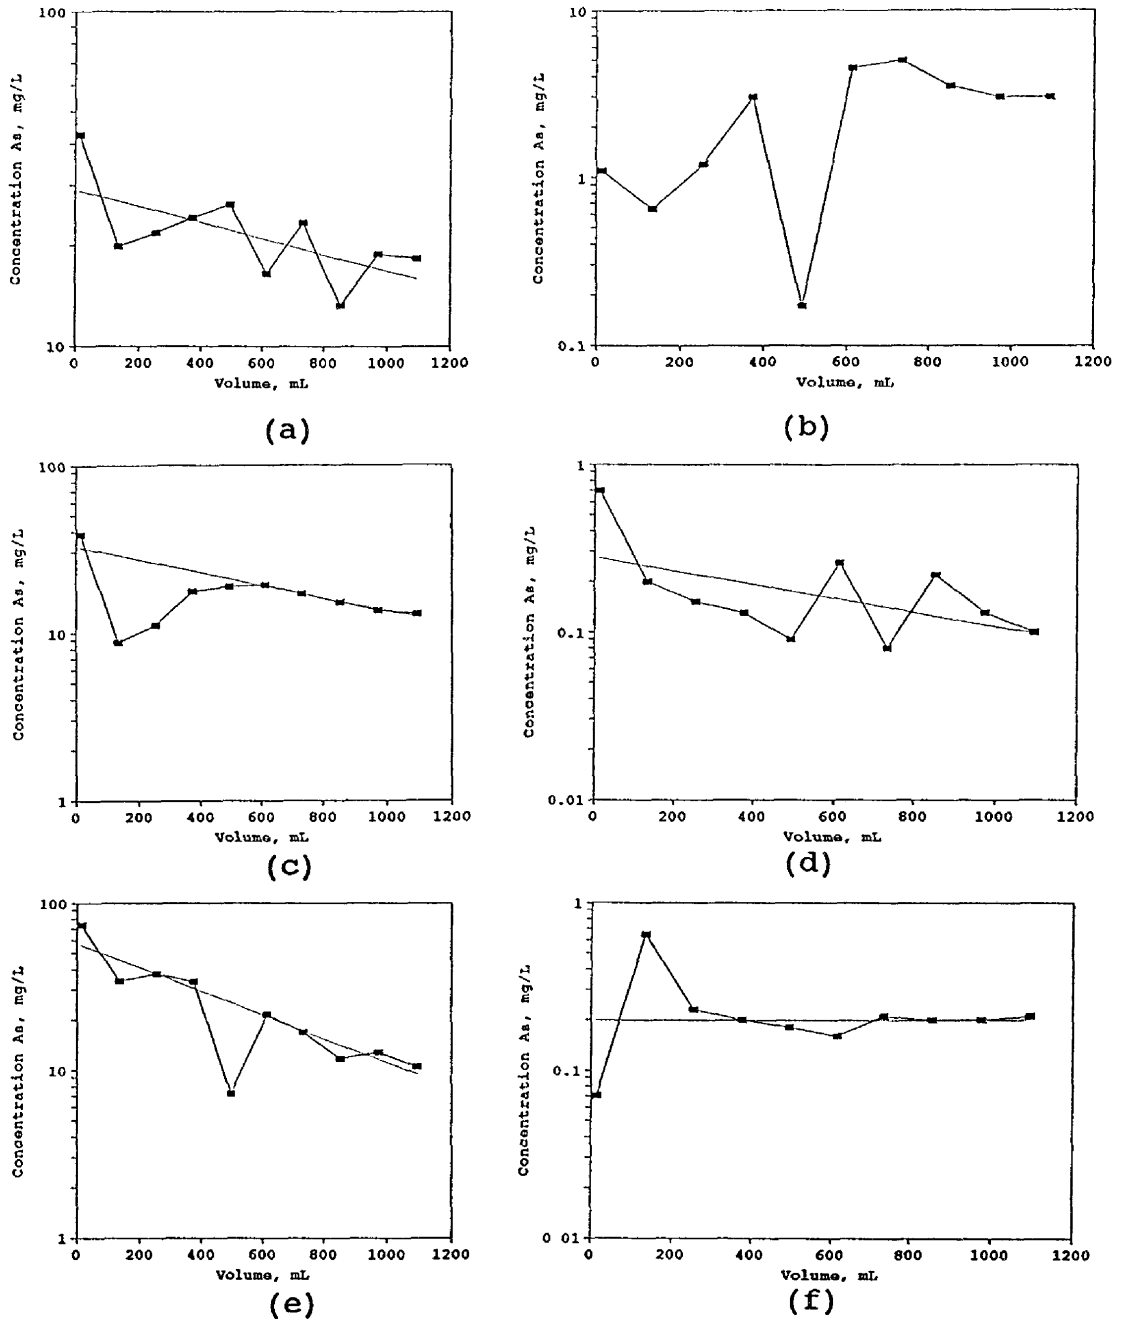 100
10
Concentration As, mg/L
0 200 400 600 800 1000 1200
Volume, mL
(a)
10
1
0.1
Concentration As, mg/L
0 200 400 600 800 1000 1200
Volume, mL
(b)
100
10
1
Concentration As, mg/L
0 200 400 600 800 1000 1200
Volume, mL
(c)
1
0.1
0.01
Concentration As, mg/L
0 200 400 600 800 1000 1200
Volume, mL
(d)
100
10
1
Concentration As, mg/L
0 200 400 600 800 1000 1200
Volume, mL
(e)
1
0.1
0 01
Concentration As, mg/L
0 200 400 600 800 1000 1200
Volume, mL
(f)